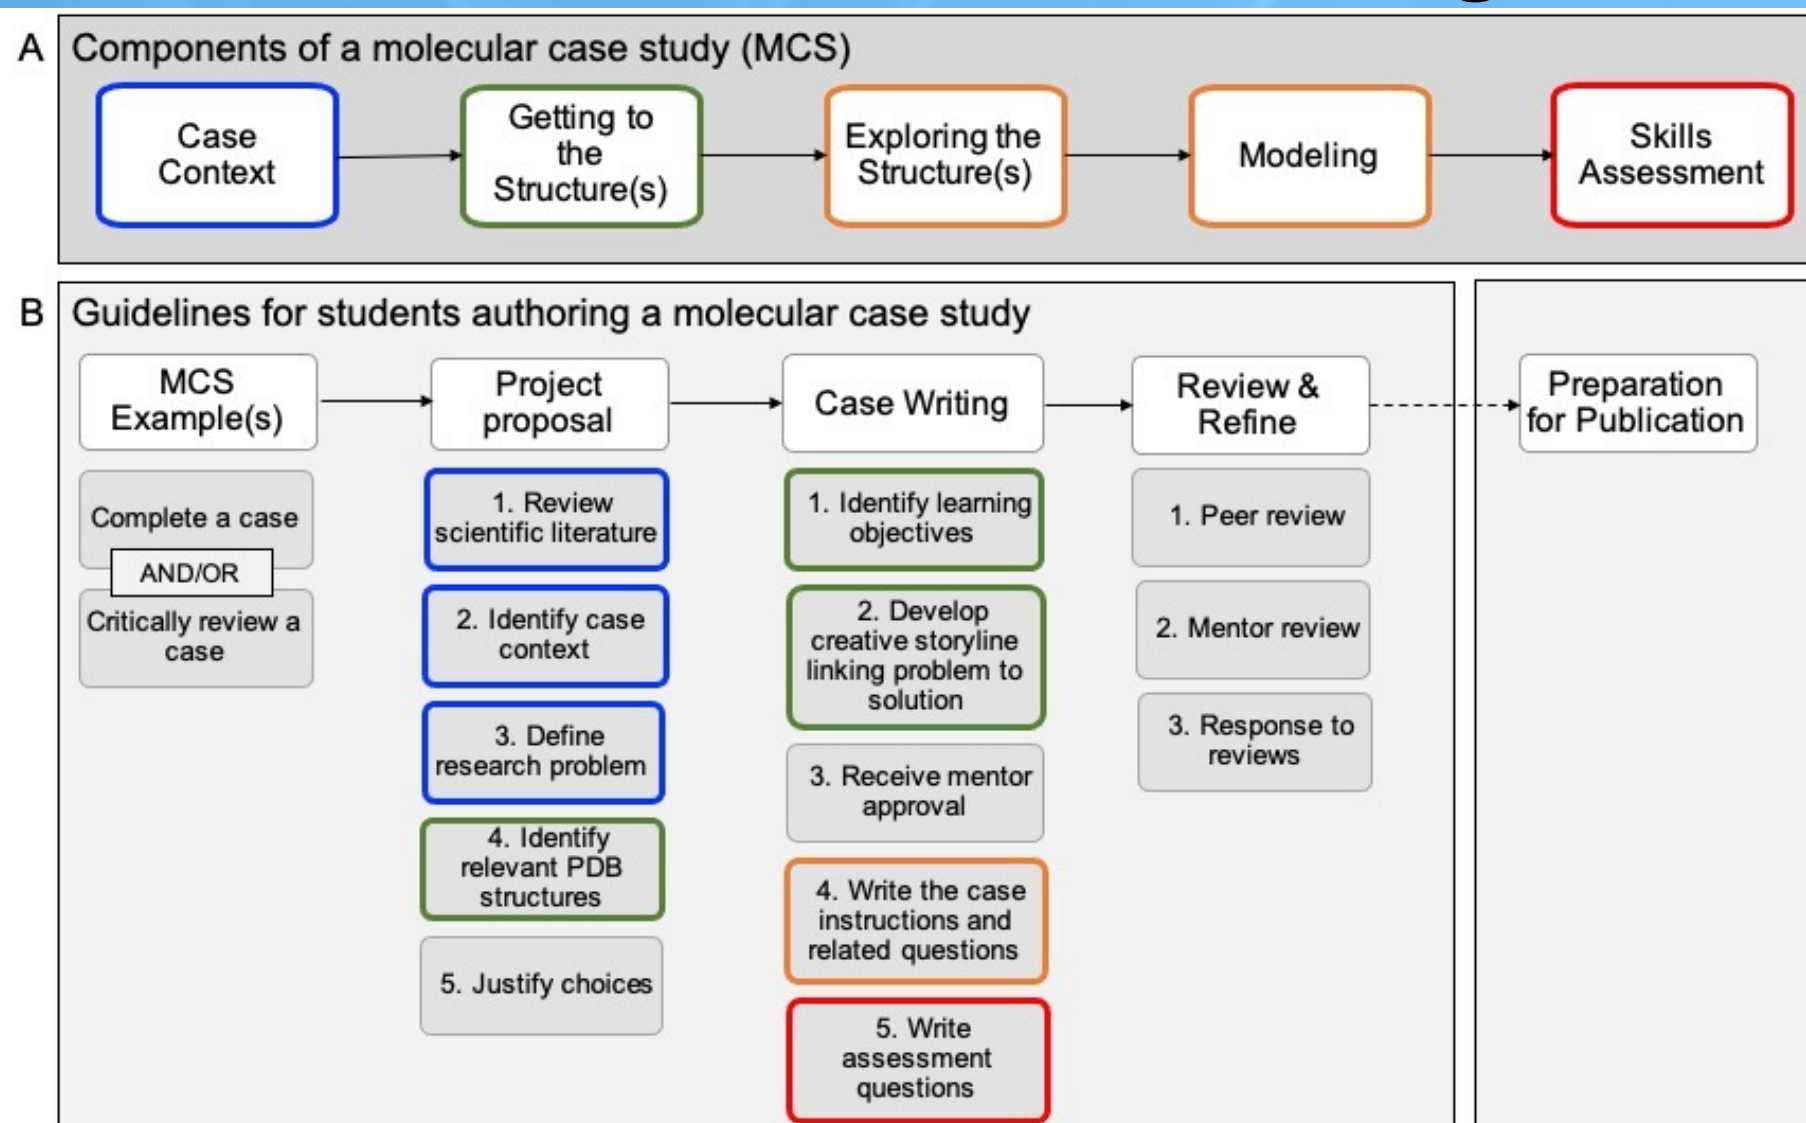 A
Components of a molecular case study (MCS)
Case
Context
Getting to
the
Structure(s)
Exploring the
Structure(s)
Modeling
Skills
Assessment
B
Guidelines for students authoring a molecular case study
MCS
Example(s)
Project
proposal
Case Writing
Review &
Refine
Preparation
for Publication
Complete a case
AND/OR
Critically review a
case
1. Review
scientific literature
2. Identify case
context
3. Define
research problem
4. Identify
relevant PDB
structures
5. Justify choices
1. Identify learning
objectives
2. Develop
creative storyline
linking problem to
solution
3. Receive mentor
approval
4. Write the case
instructions and
related questions
5. Write
assessment
questions
1. Peer review
2. Mentor review
3. Response to
reviews